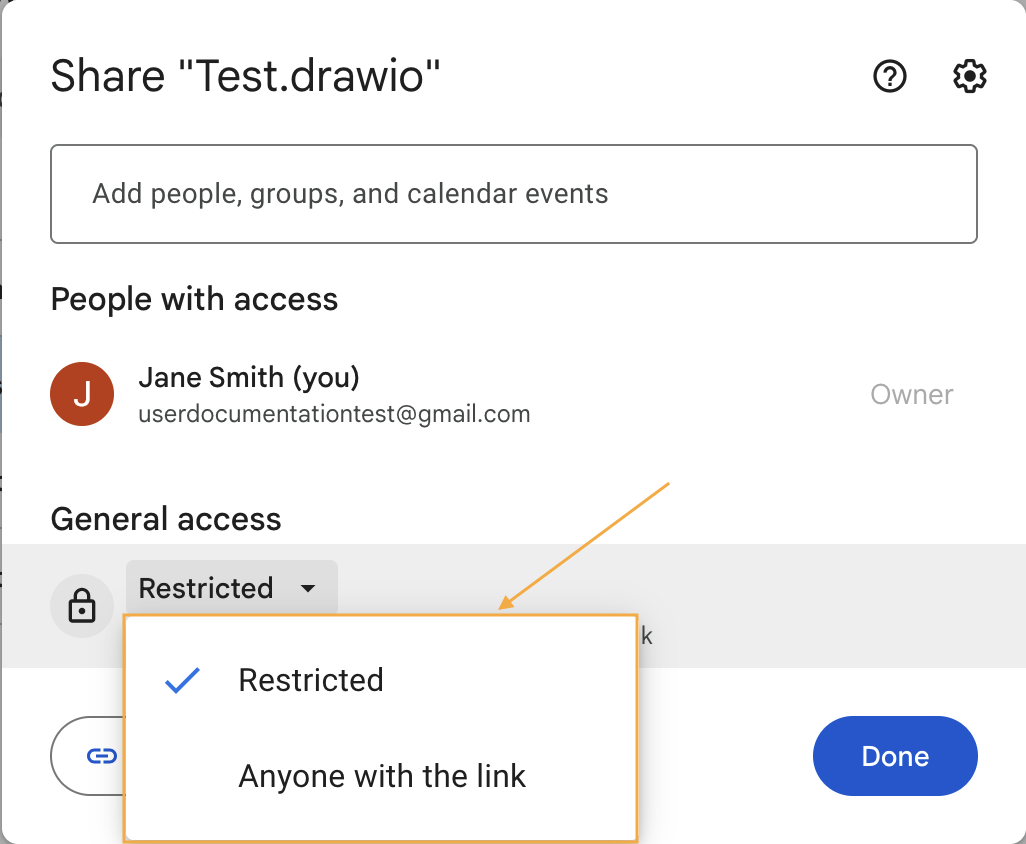 Share "Test.drawio"
Add people, groups, and calendar events
People with access
J
Jane Smith (you)
userdocumentationtest@gmail.com
Owner
General access
Restricted
k
Restricted
Anyone with the link
Done